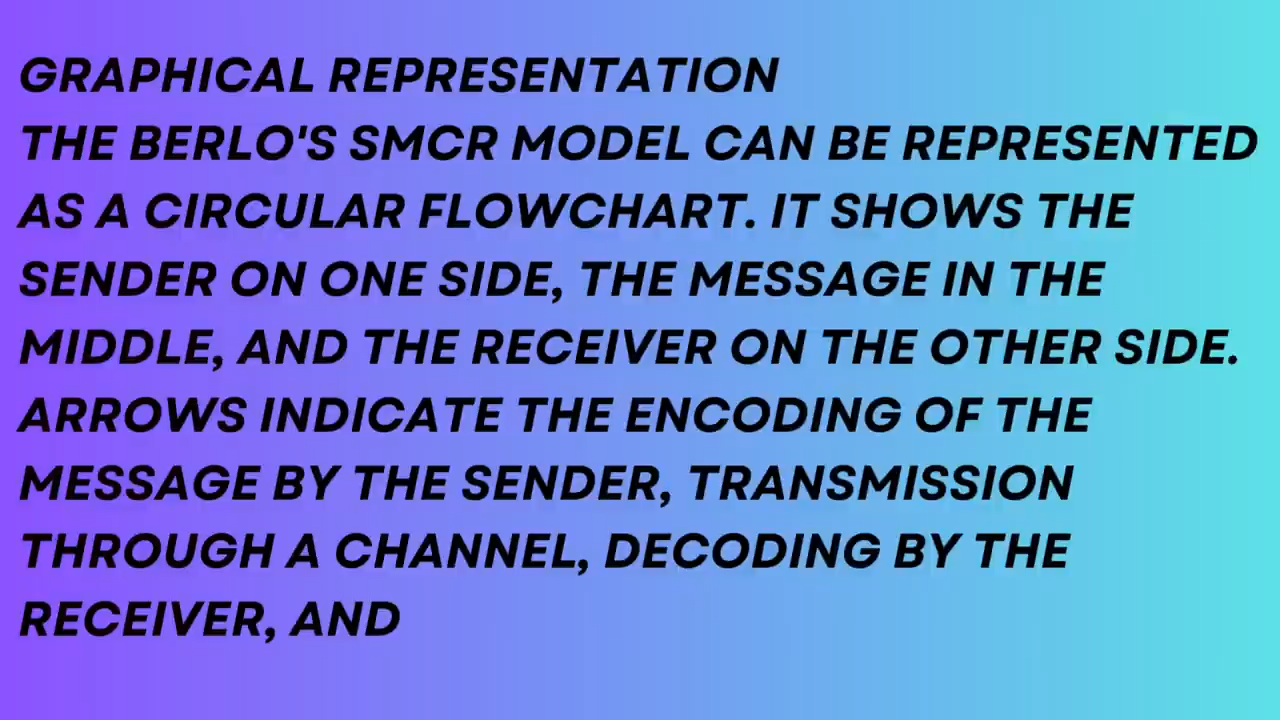 GRAPHICAL REPRESENTATION
THE BERLO'S SMCR MODEL CAN BE REPRESENTED
AS A CIRCULAR FLOWCHART. IT SHOWS THE
SENDER ON ONE SIDE, THE MESSAGE IN THE
MIDDLE, AND THE RECEIVER ON THE OTHER SIDE.
ARROWS INDICATE THE ENCODING OF THE
MESSAGE BY THE SENDER, TRANSMISSION
THROUGH A CHANNEL, DECODING BY THE
RECEIVER, AND